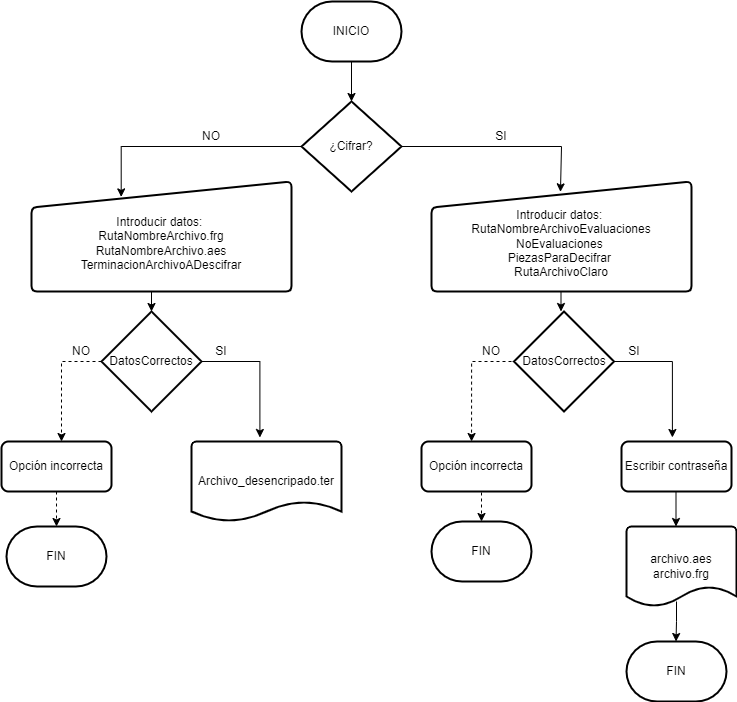 INICIO
¿Cifrar?
NO
SI
Introducir datos:
RutaNombreArchivo.frg
RutaNombreArchivo.aes
TerminacionArchivoADescifrar
Introducir datos:
RutaNombreArchivoEvaluaciones
NoEvaluaciones
PiezasParaDecifrar
RutaArchivoClaro
NO
DatosCorrectos
SI
NO
DatosCorrectos
SI
Opción incorrecta
Archivo_desencripado.ter
Opción incorrecta
Escribir contraseña
FIN
FIN
archivo.aes
archivo.frg
FIN